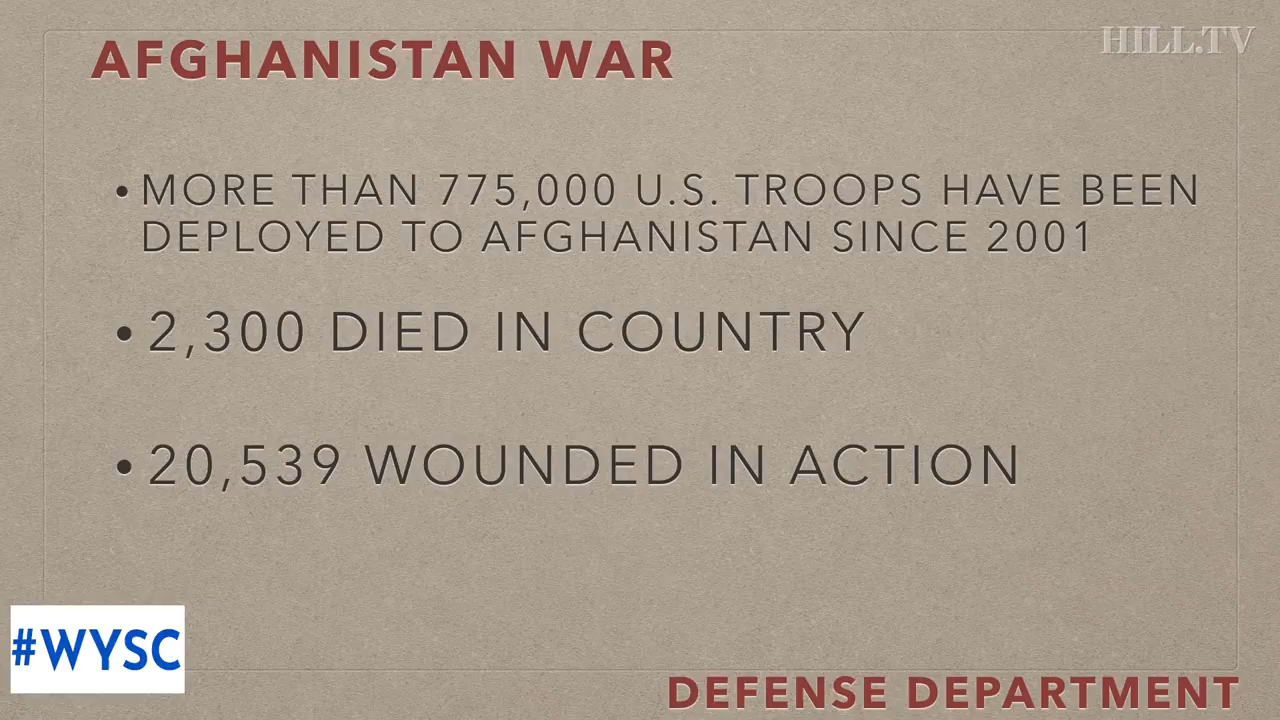 HILL.TV
AFGHANISTAN WAR
• MORE THAN 775,000 U.S. TROOPS HAVE BEEN
DEPLOYED TO AFGHANISTAN SINCE 2001
• 2,300 DIED IN COUNTRY
• 20,539 WOUNDED IN ACTION
#WYSC
DEFENSE DEPARTMENT